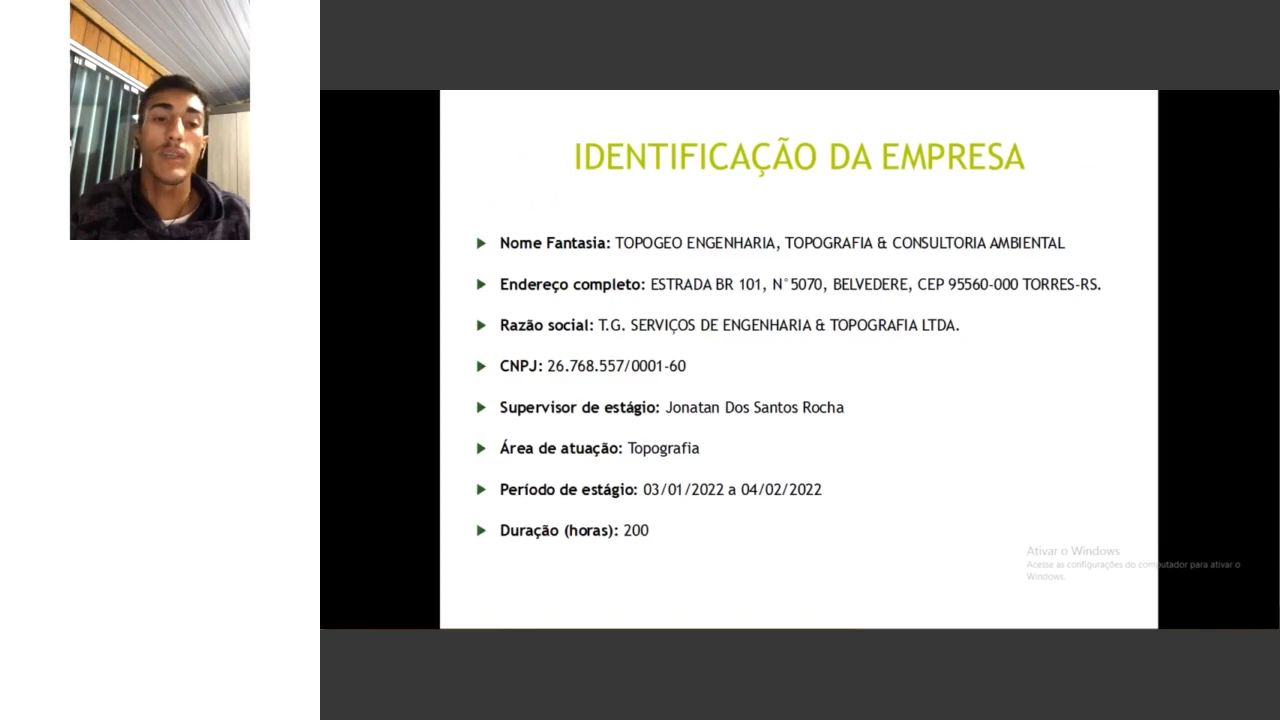 IDENTIFICAÇÃO DA EMPRESA
Nome Fantasia: TOPOGEO ENGENHARIA, TOPOGRAFIA & CONSULTORIA AMBIENTAL
Endereço completo: ESTRADA BR 101, N°5070, BELVEDERE, CEP 95560-000 TORRES-RS.
Razão social: T.G. SERVIÇOS DE ENGENHARIA & TOPOGRAFIA LTDA.
CNPJ: 26.768.557/0001-60
Supervisor de estágio: Jonatan Dos Santos Rocha
Área de atuação: Topografia
Período de estágio: 03/01/2022 a 04/02/2022
Duração (horas): 200
Ativar o Windows
Acesse as configurações do computador para ativar o
Windows.